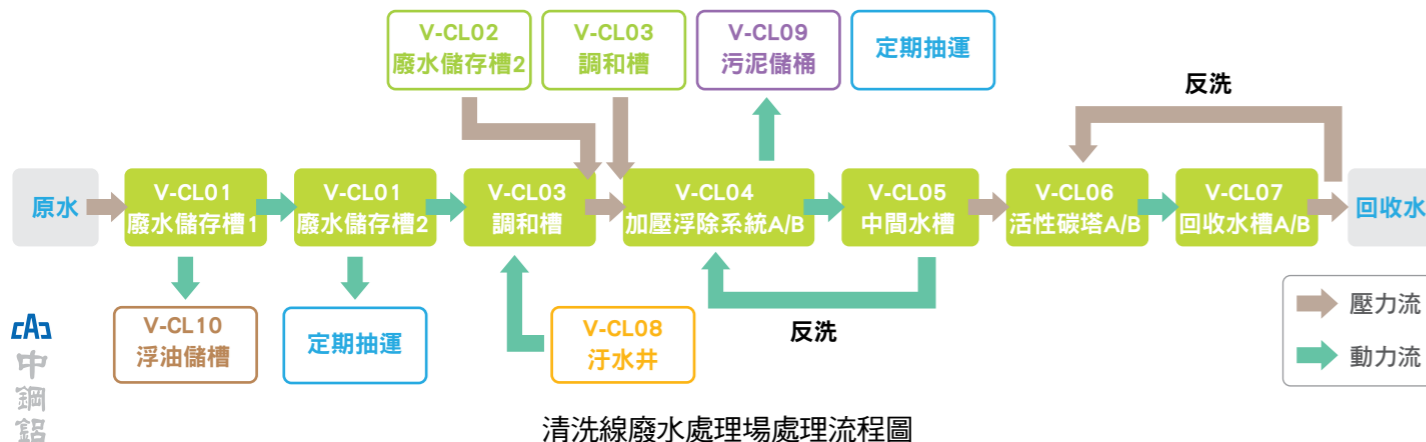 V-CL02
廢水儲存槽2
V-CL03
調和槽
V-CL09
污泥儲桶
定期抽運
反洗
原水
V-CL01
廢水儲存槽1
V-CL01
廢水儲存槽2
V-CL03
調和槽
V-CL04
加壓浮除系統A/B
V-CL05
中間水槽
V-CL06
活性碳塔A/B
V-CL07
回收水槽A/B
回收水
V-CL10
浮油儲槽
定期抽運
V-CL08
汙水井
反洗
壓力流
動力流
CAC
中
鋼
鋁
清洗線廢水處理場處理流程圖